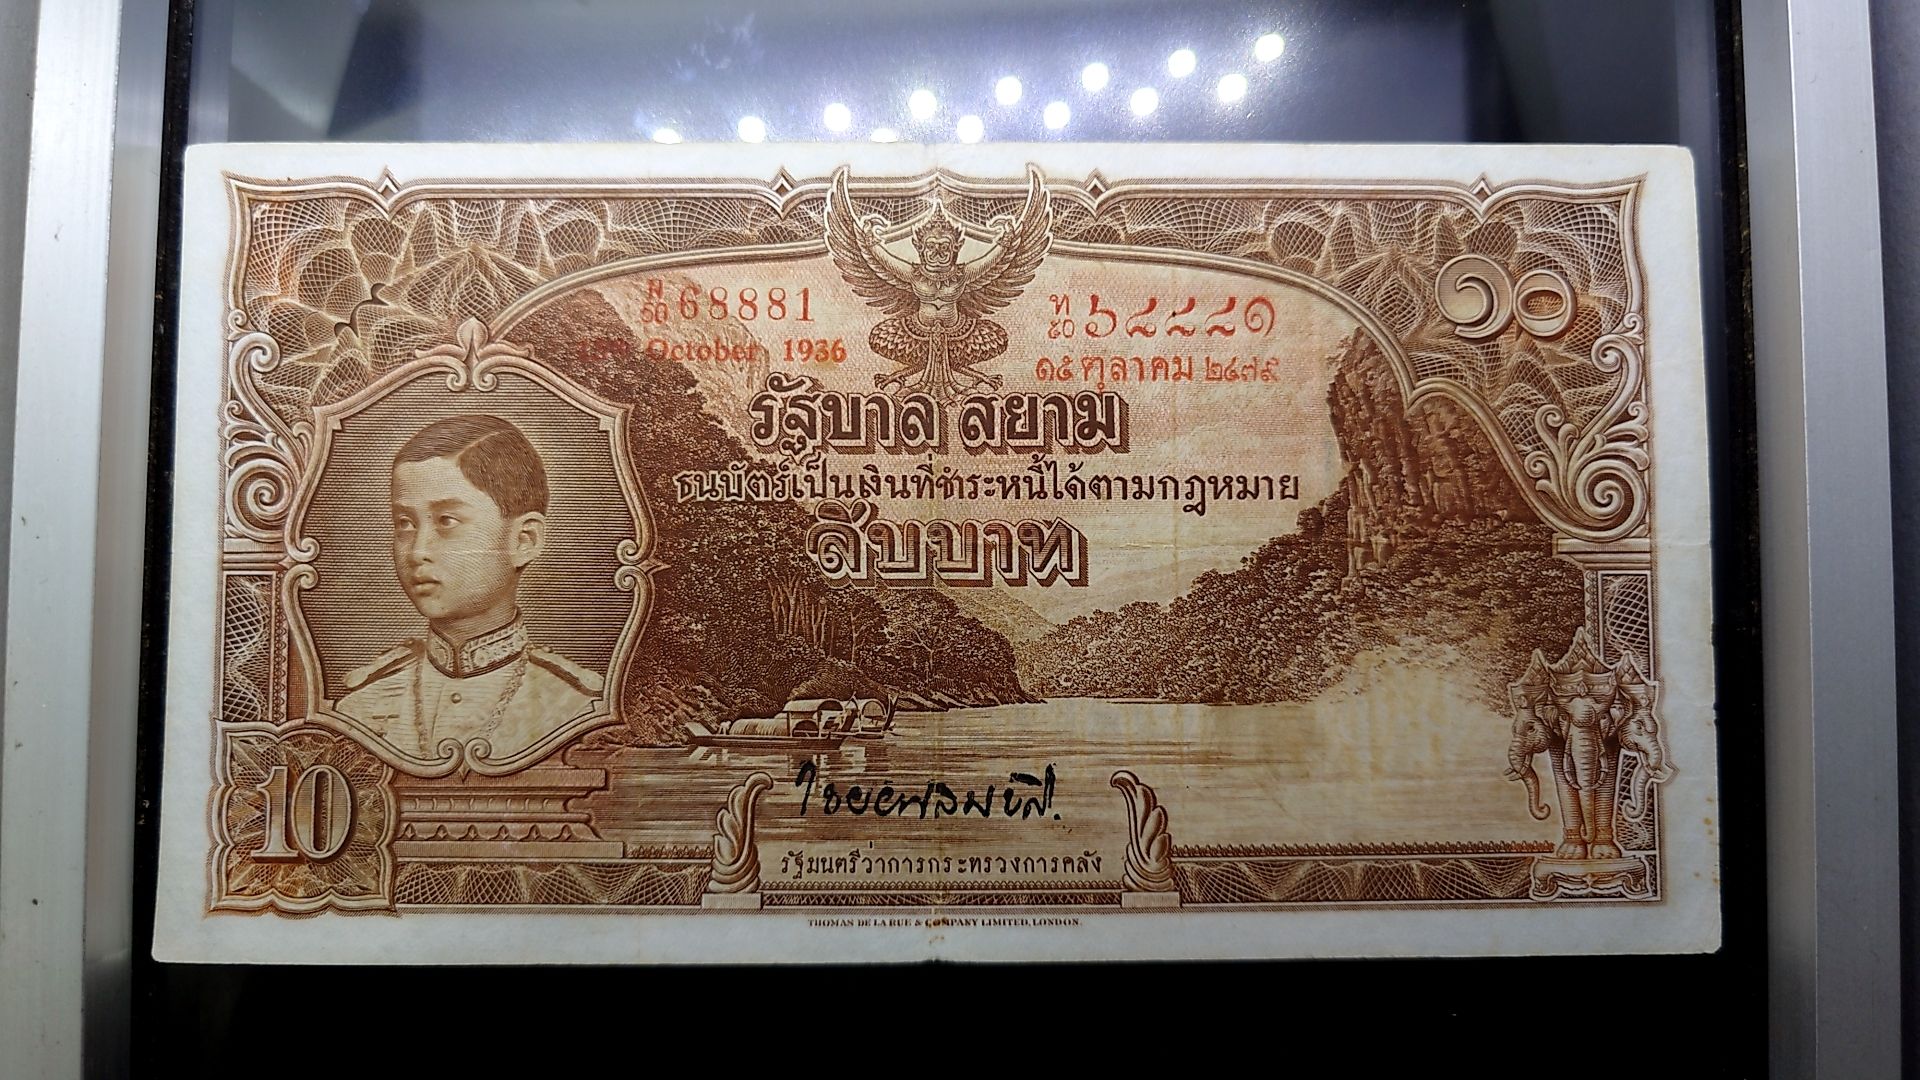 H/50 68881
ท/๕๐ ๖๘๘๘๑
15th October, 1936
๑๕ ตุลาคม ๒๔๗๙
๑๐
รัฐบาล สยาม
ธนบัตร์เป็นเงินที่ชำระหนี้ได้ตามกฎหมาย
สิบบาท
10
รัฐมนตรีว่าการกระทรวงการคลัง
THOMAS DE LA RUE & COMPANY LIMITED, LONDON.